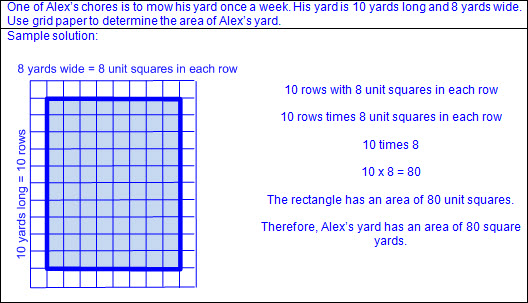 One of Alex's chores is to mow his yard once a week. His yard is 10 yards long and 8 yards wide.
Use grid paper to determine the area of Alex's yard.
Sample solution:
8 yards wide = 8 unit squares in each row
10 yards long = 10 rows
10 rows with 8 unit squares in each row
10 rows times 8 unit squares in each row
10 times 8
10 x 8 = 80
The rectangle has an area of 80 unit squares.
Therefore, Alex's yard has an area of 80 square
yards.